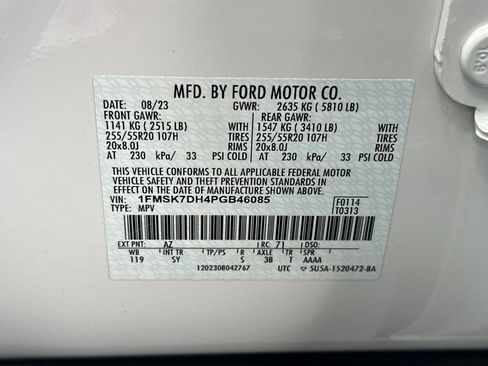 MFD. BY FORD MOTOR CO.
DATE: 08/23 GVWR: 2635 KG ( 5810 LB)
FRONT GAWR: REAR GAWR:
1141 KG ( 2515 LB) WITH 1547 KG ( 3410 LB) WITH
255/55R20 107H TIRES 255/55R20 107H TIRES
20x8.0J RIMS 20x8.0J RIMS
AT 230 kPa/ 33 PSI COLD AT 230 kPa/ 33 PSI COLD
THIS VEHICLE CONFORMS TO ALL APPLICABLE FEDERAL MOTOR
VEHICLE SAFETY AND THEFT PREVENTION STANDARDS IN EFFECT ON
THE DATE OF MANUFACTURE SHOWN ABOVE.
VIN: 1FMSK7DH4PGB46085 F0114
TYPE: MPV T0313
EXT PNT: AZ RC: 71 DSO:
WB INT TR TP/PS R AXLE TR SPR
119 SY S 3B T AAAA
1202308042767 UTC 5USA-1520472-BA